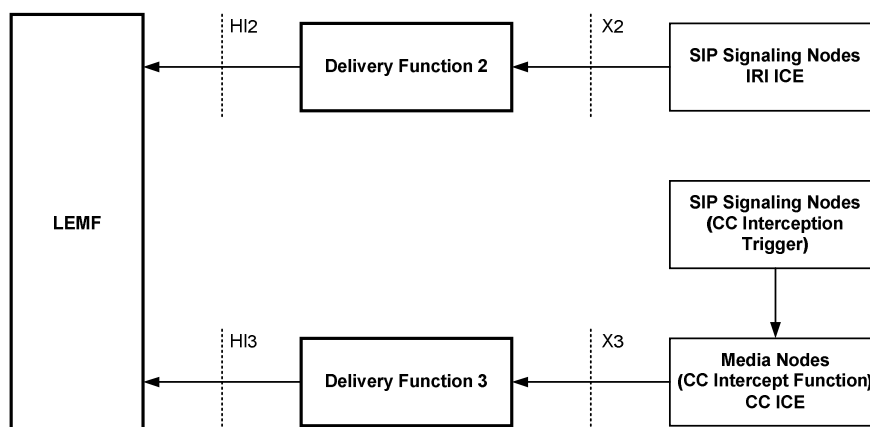 HI2
X2
Delivery Function 2
SIP Signaling Nodes
IRI ICE
LEMF
SIP Signaling Nodes
(CC Interception
Trigger)
HI3
X3
Delivery Function 3
Media Nodes
(CC Intercept Function)
CC ICE